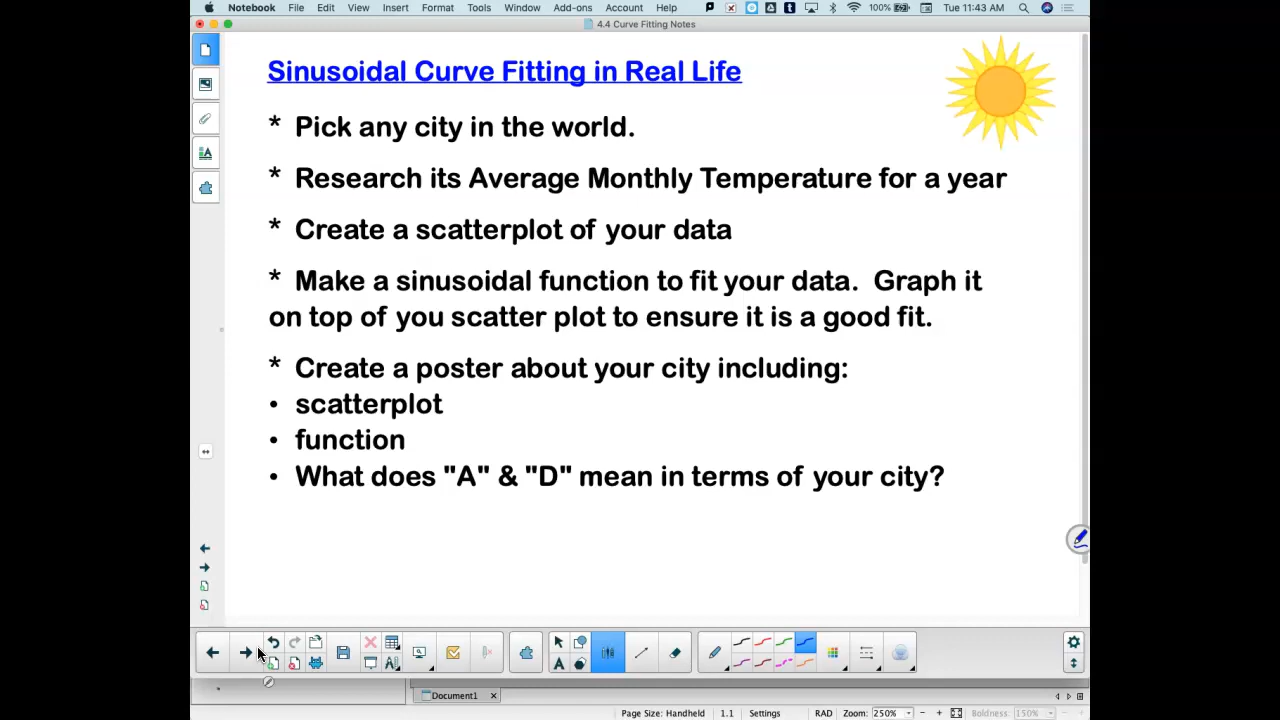 Notebook File Edit View Insert Format Tools Window Add-ons Account Help 100% Tue 11:43 AM
4.4 Curve Fitting Notes
Sinusoidal Curve Fitting in Real Life
* Pick any city in the world.
* Research its Average Monthly Temperature for a year
* Create a scatterplot of your data
* Make a sinusoidal function to fit your data. Graph it
on top of you scatter plot to ensure it is a good fit.
* Create a poster about your city including:
• scatterplot
• function
• What does "A" & "D" mean in terms of your city?
Document1
Page Size: Handheld 1.1 Settings RAD Zoom: 250% Boldness: 150%